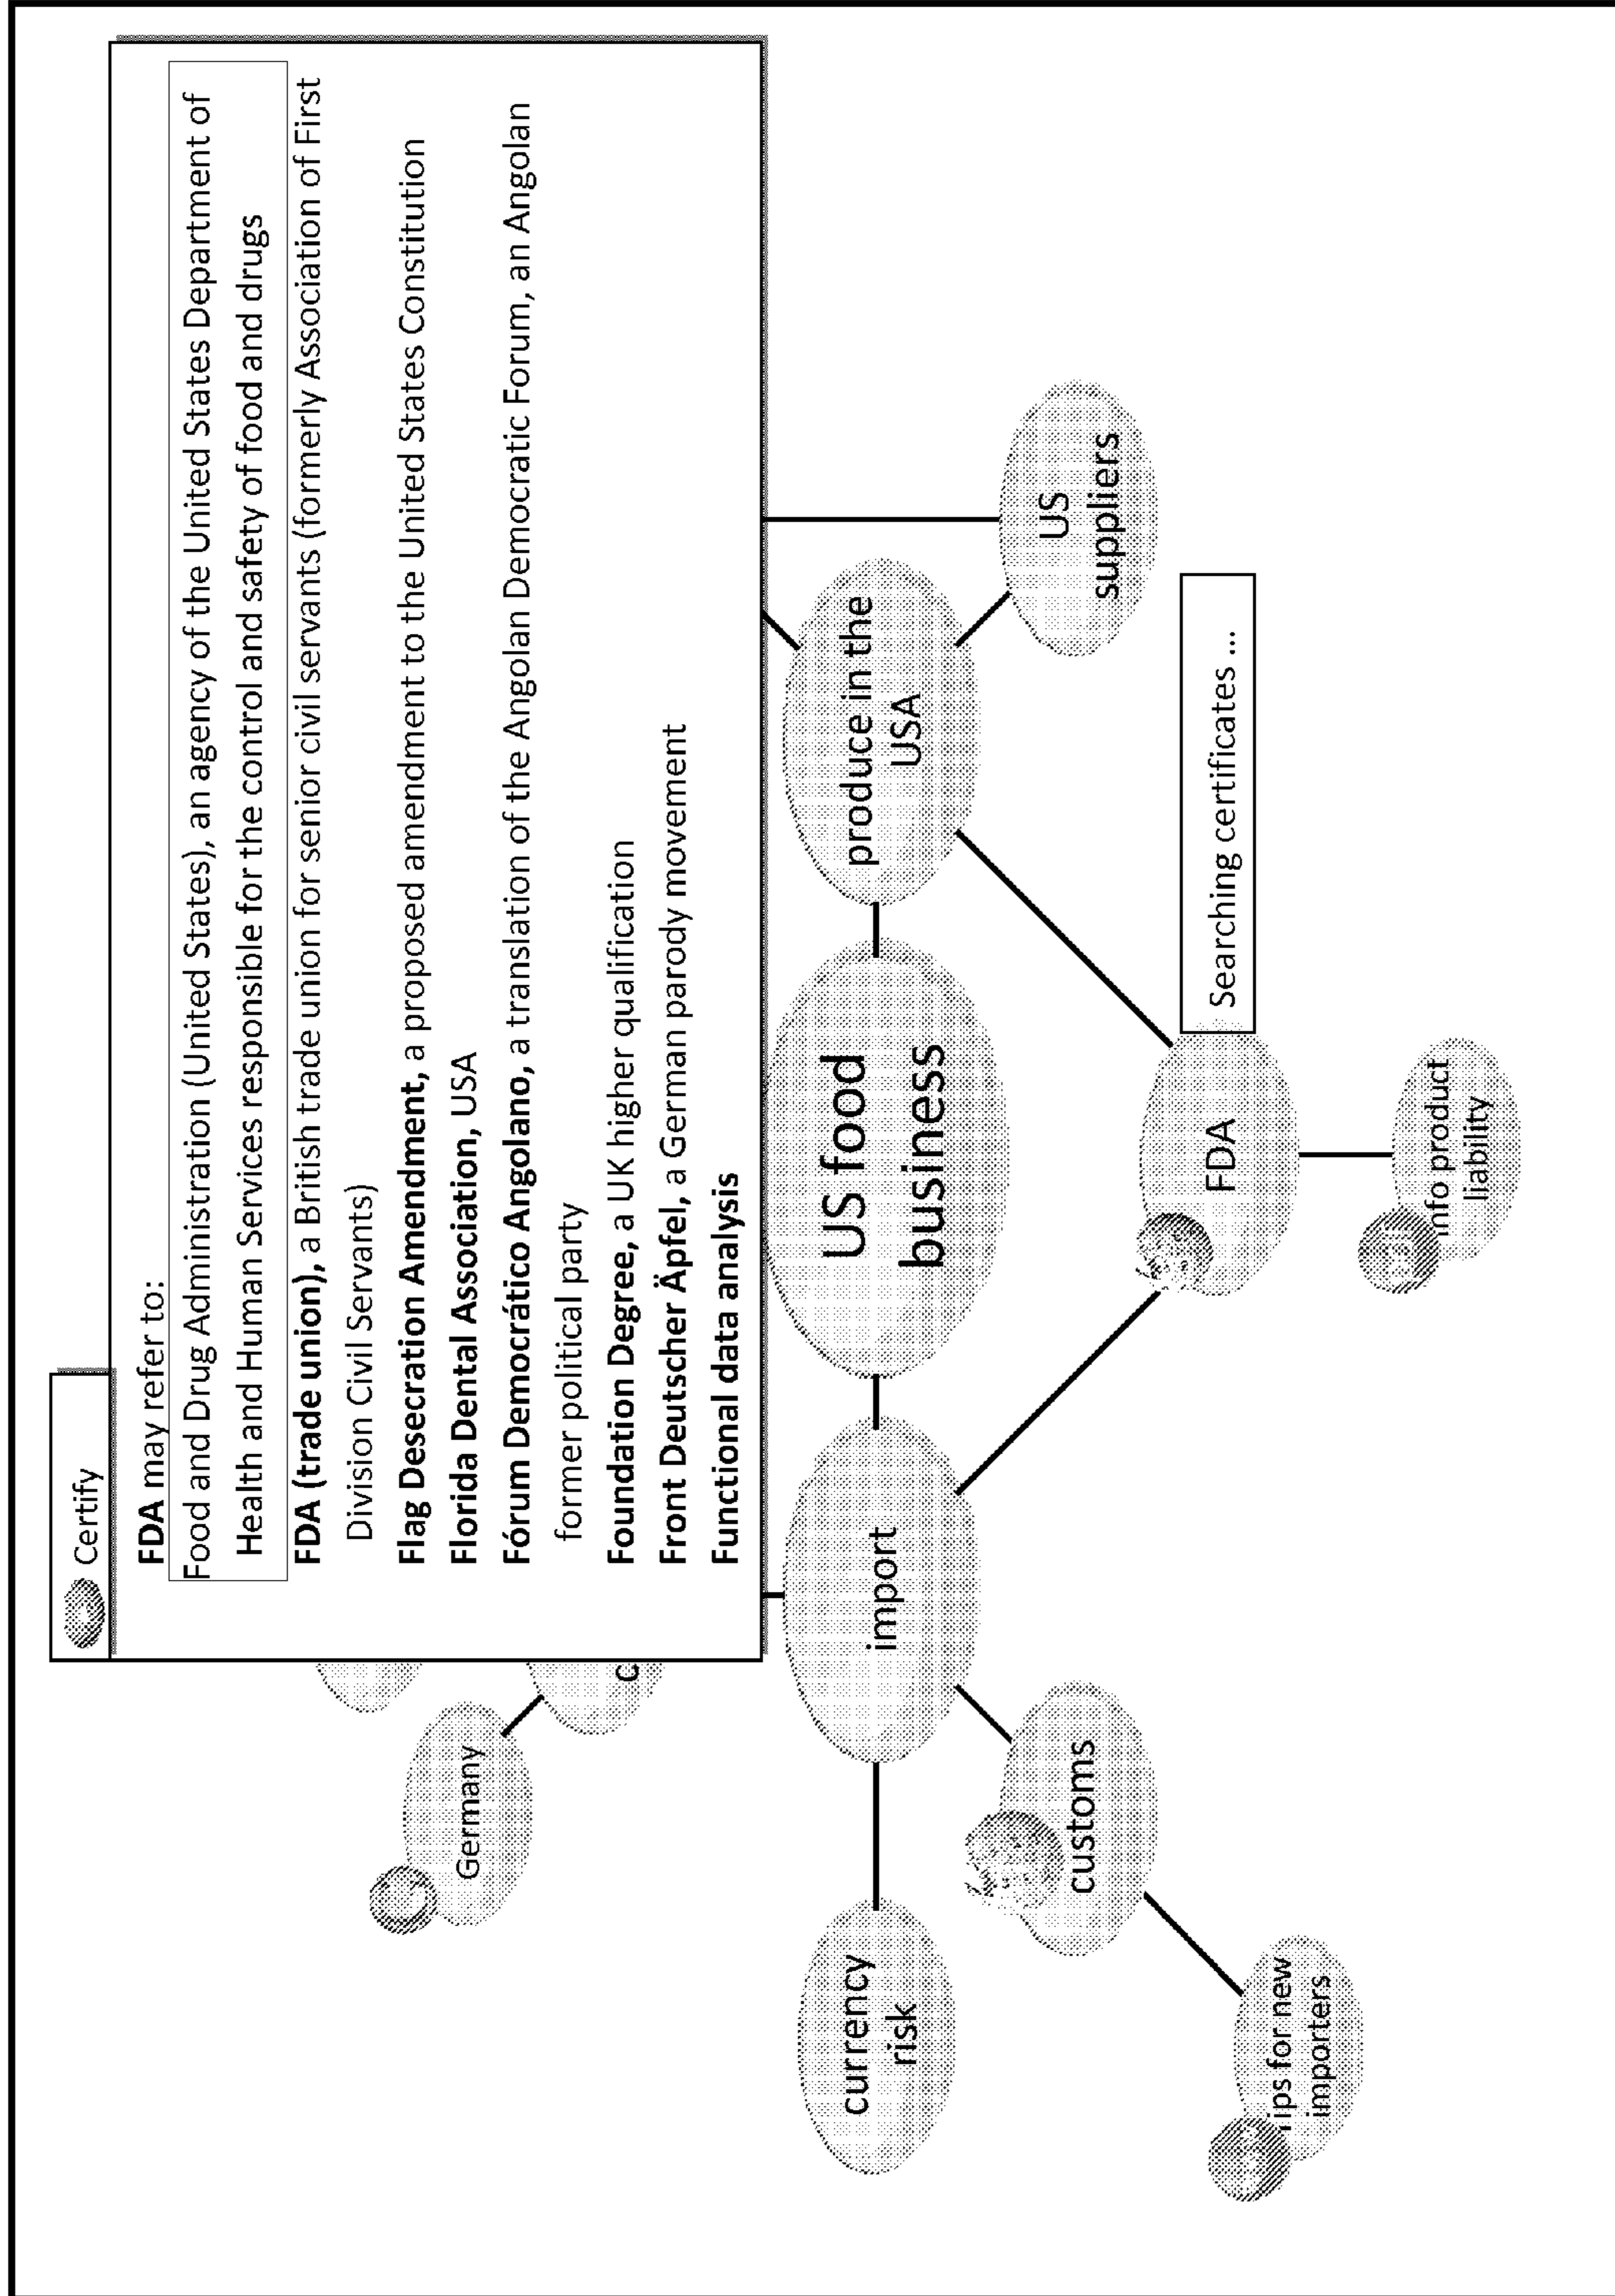 Certify
FDA may refer to:
Food and Drug Administration (United States), an agency of the United States Department of
Health and Human Services responsible for the control and safety of food and drugs
FDA (trade union), a British trade union for senior civil servants (formerly Association of First
Division Civil Servants)
Flag Desecration Amendment, a proposed amendment to the United States Constitution
Florida Dental Association, USA
Fórum Democrático Angolano, a translation of the Angolan Democratic Forum, an Angolan
former political party
Foundation Degree, a UK higher qualification
Front Deutscher Äpfel, a German parody movement
Functional data analysis
Germany
c
currency
risk
import
US food
business
produce in the
USA
customs
US
suppliers
FDA
Searching certificates ...
ips for new
importers
info product
liability